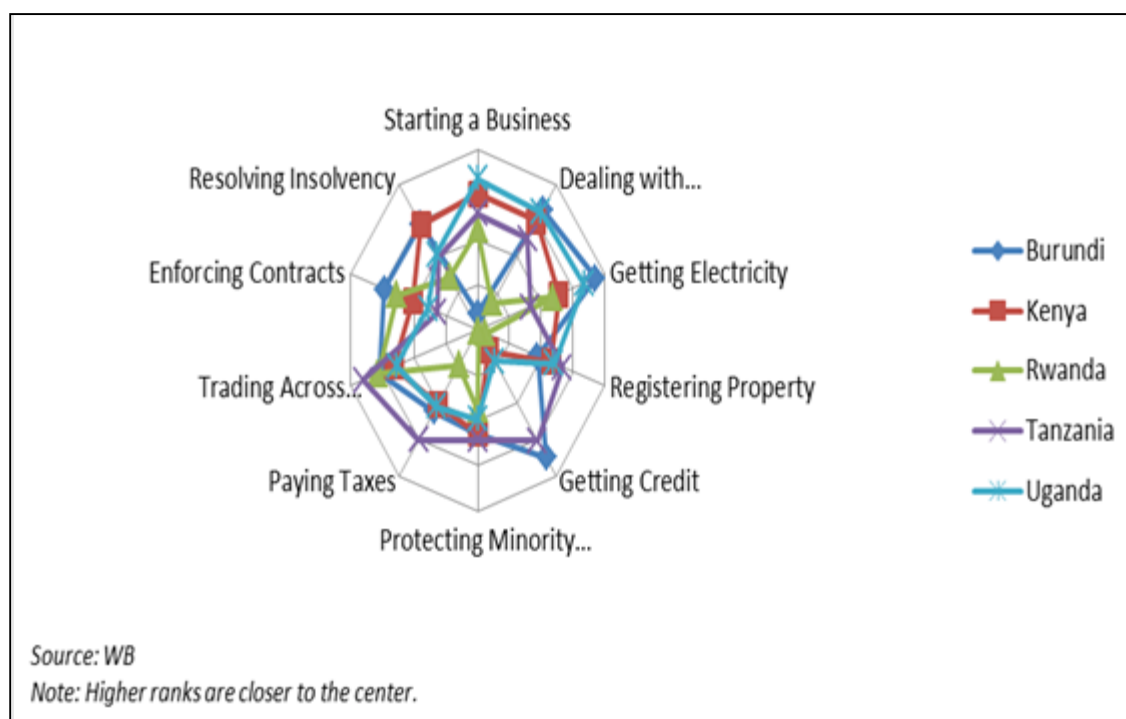 Starting a Business
Dealing with...
Getting Electricity
Registering Property
Getting Credit
Protecting Minority...
Paying Taxes
Trading Across...
Enforcing Contracts
Resolving Insolvency
Burundi
Kenya
Rwanda
Tanzania
Uganda
Source: WB
Note: Higher ranks are closer to the center.